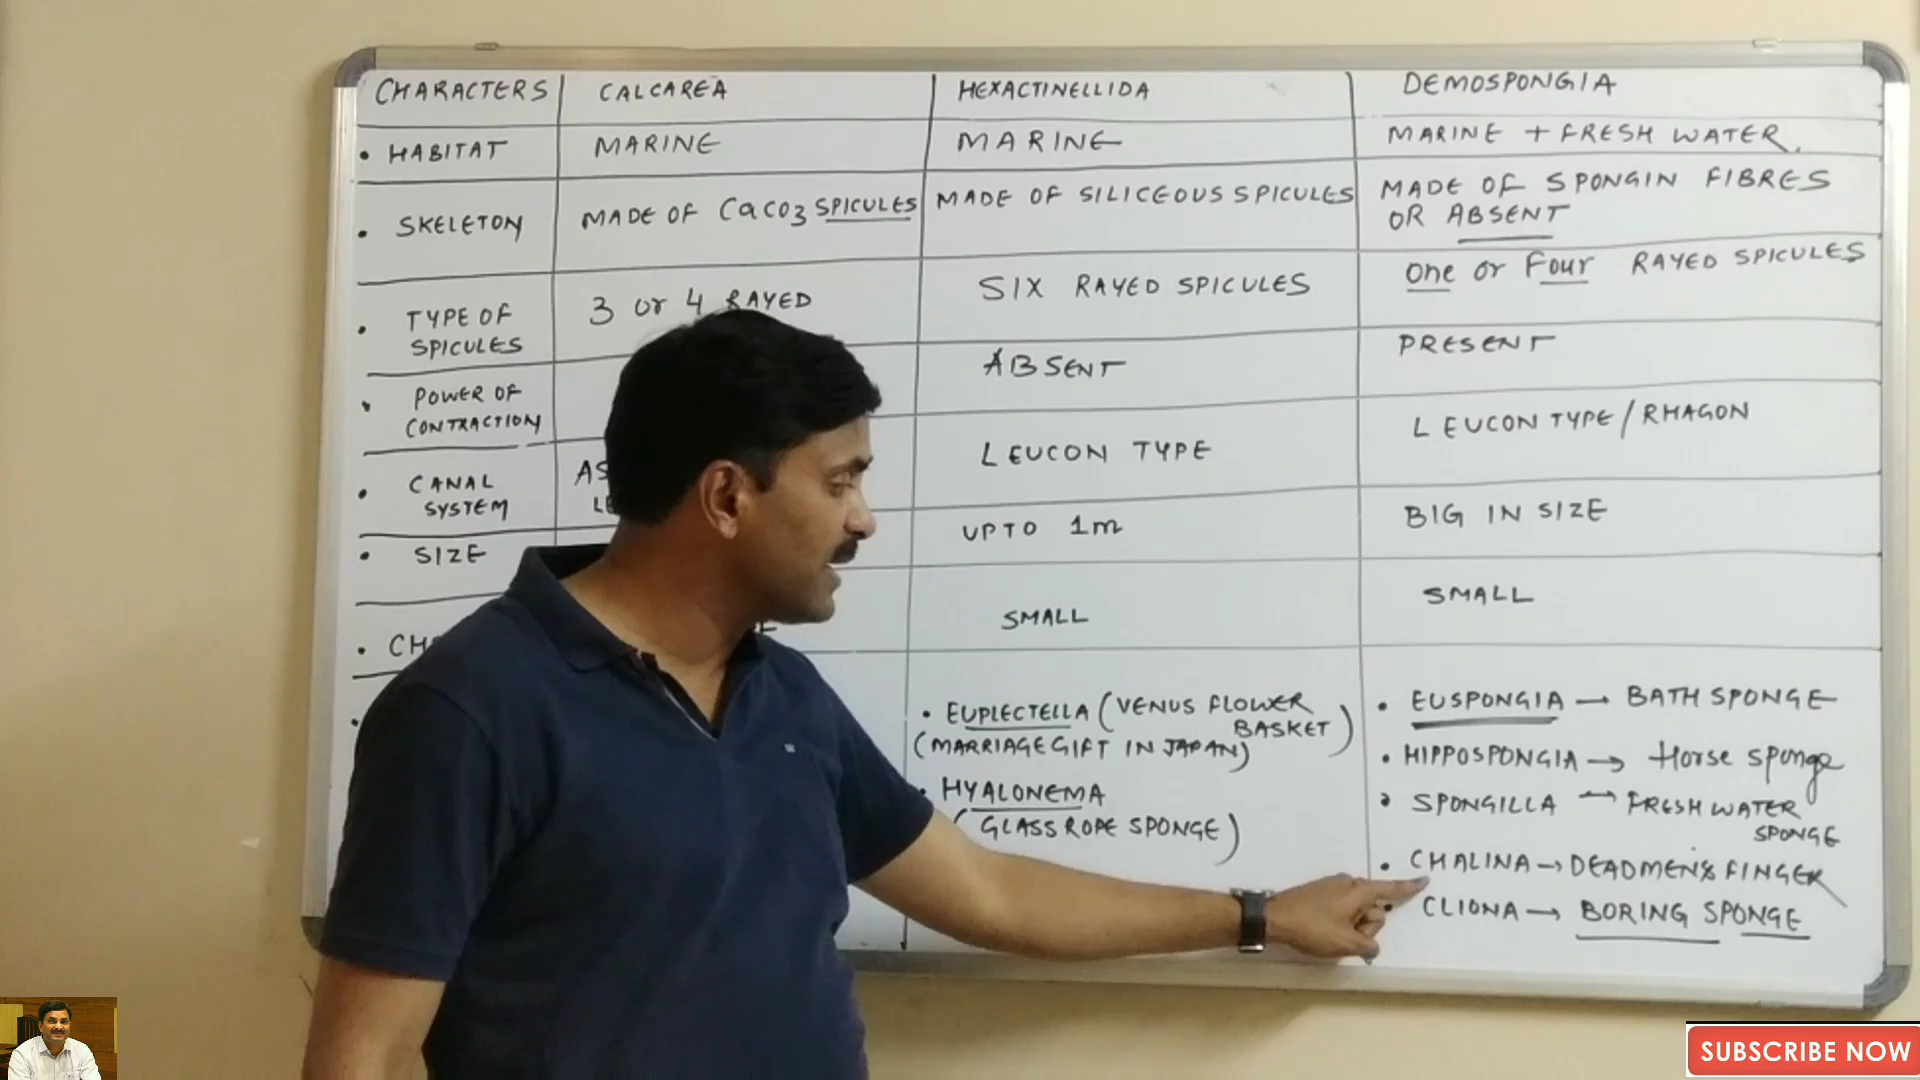 CHARACTERS CALCAREA HEXACTINELLIDA DEMOSPONGIA
• HABITAT MARINE MARINE MARINE + FRESH WATER.
• SKELETON MADE OF CaCO3 SPICULES MADE OF SILICEOUS SPICULES MADE OF SPONGIN FIBRES
OR ABSENT
• TYPE OF
SPICULES
3 or 4 RAYED
SIX RAYED SPICULES
One or Four RAYED SPICULES
• POWER OF
CONTRACTION
ABSENT
PRESENT
• CANAL
SYSTEM
AS
LE
LEUCON TYPE
LEUCON TYPE / RHAGON
• SIZE
UPTO 1m
BIG IN SIZE
• CH
SMALL
SMALL
• EUPLECTELLA (VENUS FLOWER
BASKET)
(MARRIAGE GIFT IN JAPAN)
• HYALONEMA
(GLASS ROPE SPONGE)
• EUSPONGIA → BATH SPONGE
• HIPPOSPONGIA → Horse sponge
• SPONGILLA → FRESH WATER
SPONGE
• CHALINA → DEADMEN'S FINGER
• CLIONA → BORING SPONGE
SUBSCRIBE NOW